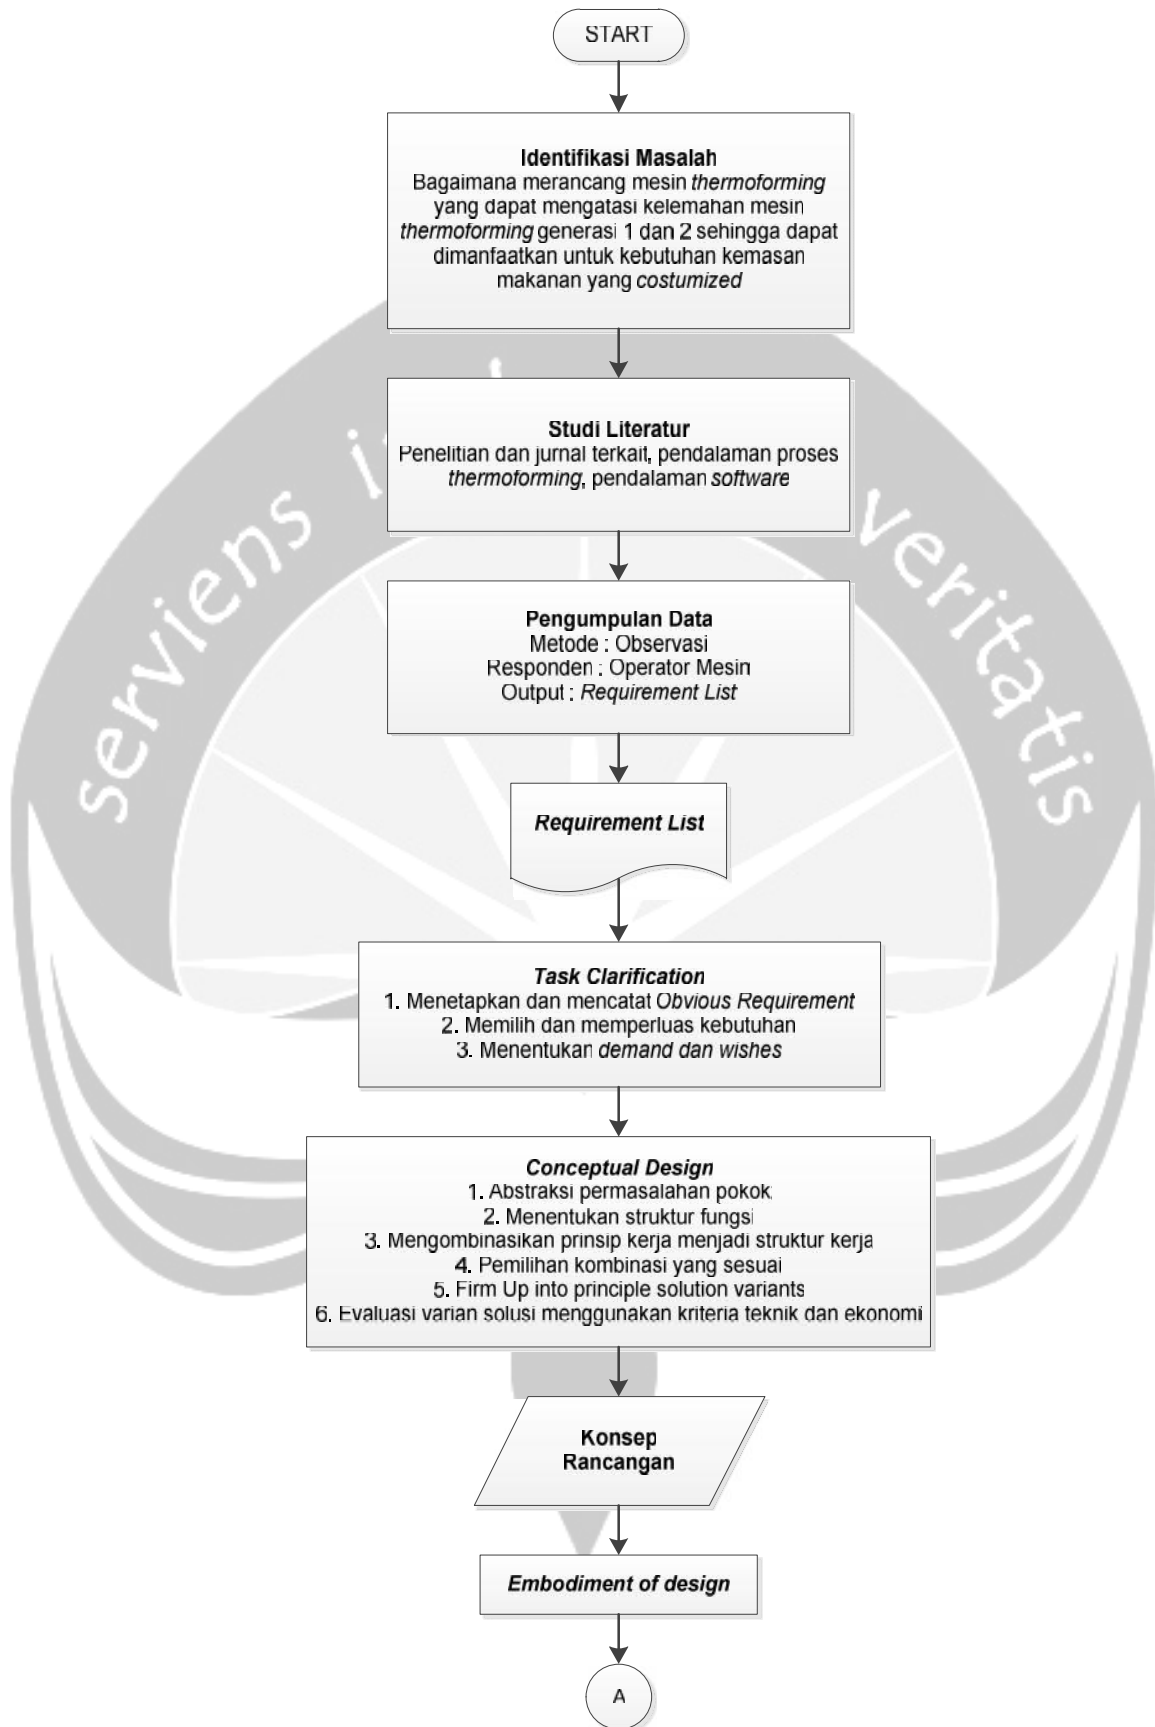 START
Identifikasi Masalah
Bagaimana merancang mesin thermoforming
yang dapat mengatasi kelemahan mesin
thermoforming generasi 1 dan 2 sehingga dapat
dimanfaatkan untuk kebutuhan kemasan
makanan yang costumized
Studi Literatur
Penelitian dan jurnal terkait, pendalaman proses
thermoforming, pendalaman software
serviens
veritatis
Pengumpulan Data
Metode : Observasi
Responden : Operator Mesin
Output : Requirement List
Requirement List
Task Clarification
1. Menetapkan dan mencatat Obvious Requirement
2. Memilih dan memperluas kebutuhan
3. Menentukan demand dan wishes
Conceptual Design
1. Abstraksi permasalahan pokok
2. Menentukan struktur fungsi
3. Mengombinasikan prinsip kerja menjadi struktur kerja
4. Pemilihan kombinasi yang sesuai
5. Firm Up into principle solution variants
6. Evaluasi varian solusi menggunakan kriteria teknik dan ekonomi
Konsep
Rancangan
Embodiment of design
A